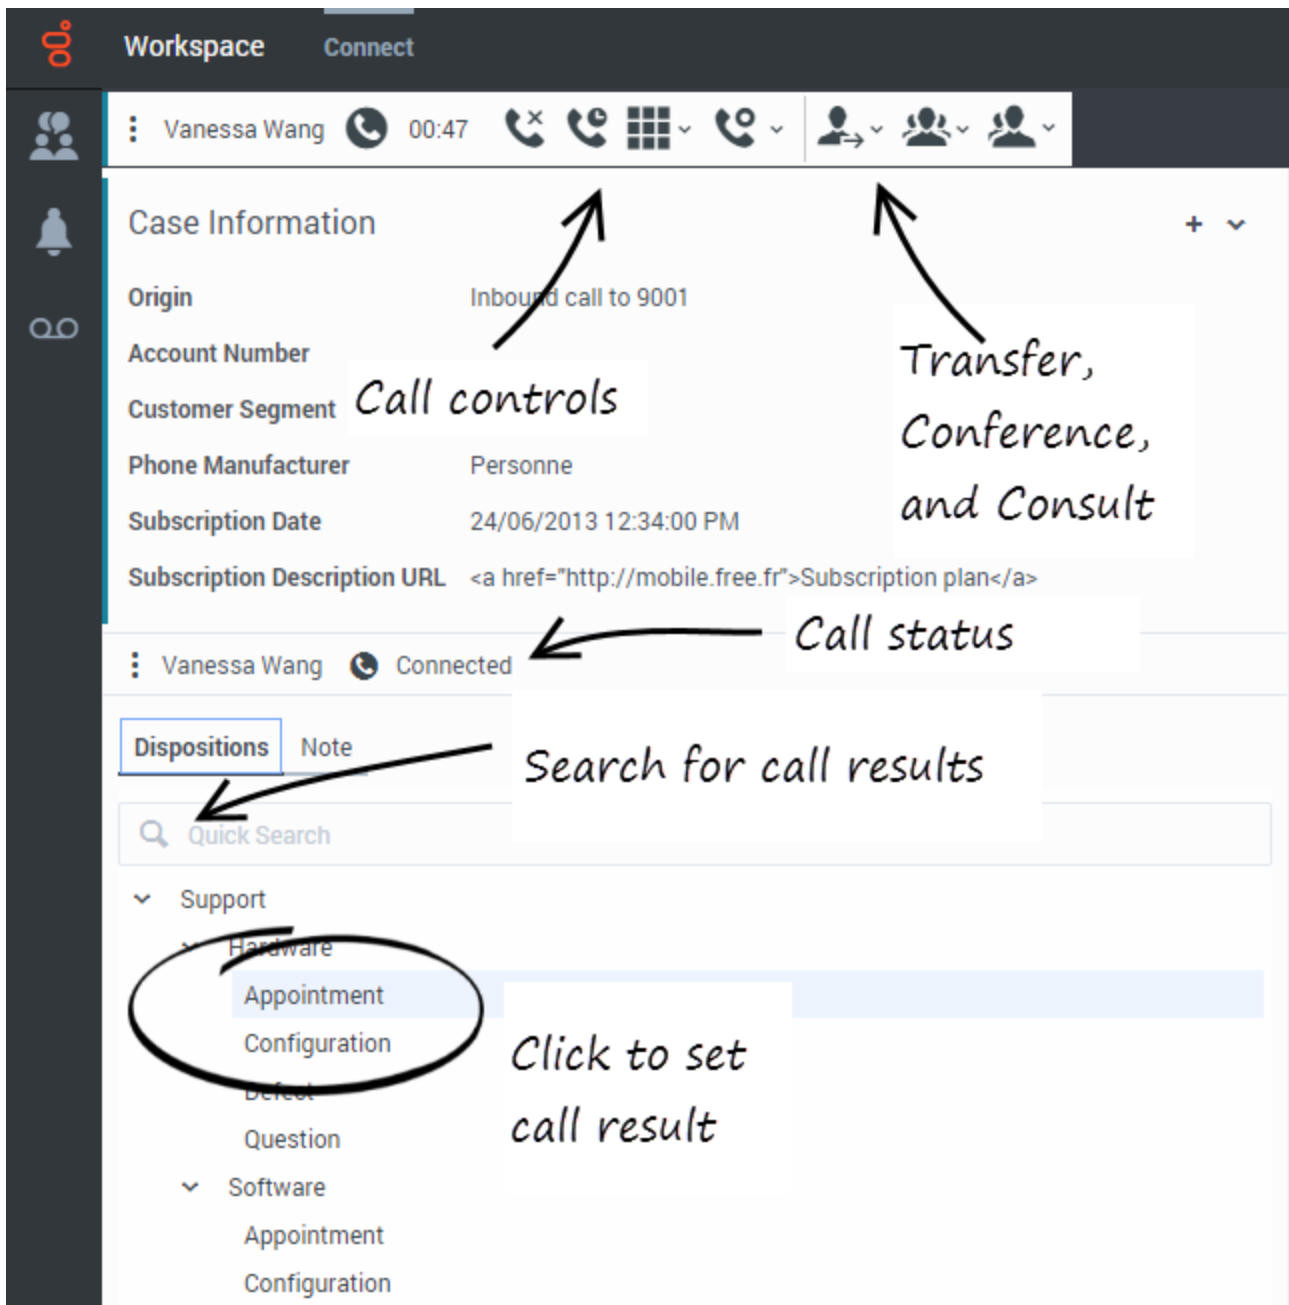 Workspace Connect
Vanessa Wang 00:47
Case Information
Origin Inbound call to 9001
Account Number
Customer Segment
Call controls
Phone Manufacturer Personne
Subscription Date 24/06/2013 12:34:00 PM
Subscription Description URL <a href="http://mobile.free.fr">Subscription plan</a>
Transfer,
Conference,
and Consult
Call status
Vanessa Wang Connected
Dispositions Note
Search for call results
Quick Search
Support
Hardware
Appointment
Configuration
Defect
Question
Click to set
call result
Software
Appointment
Configuration